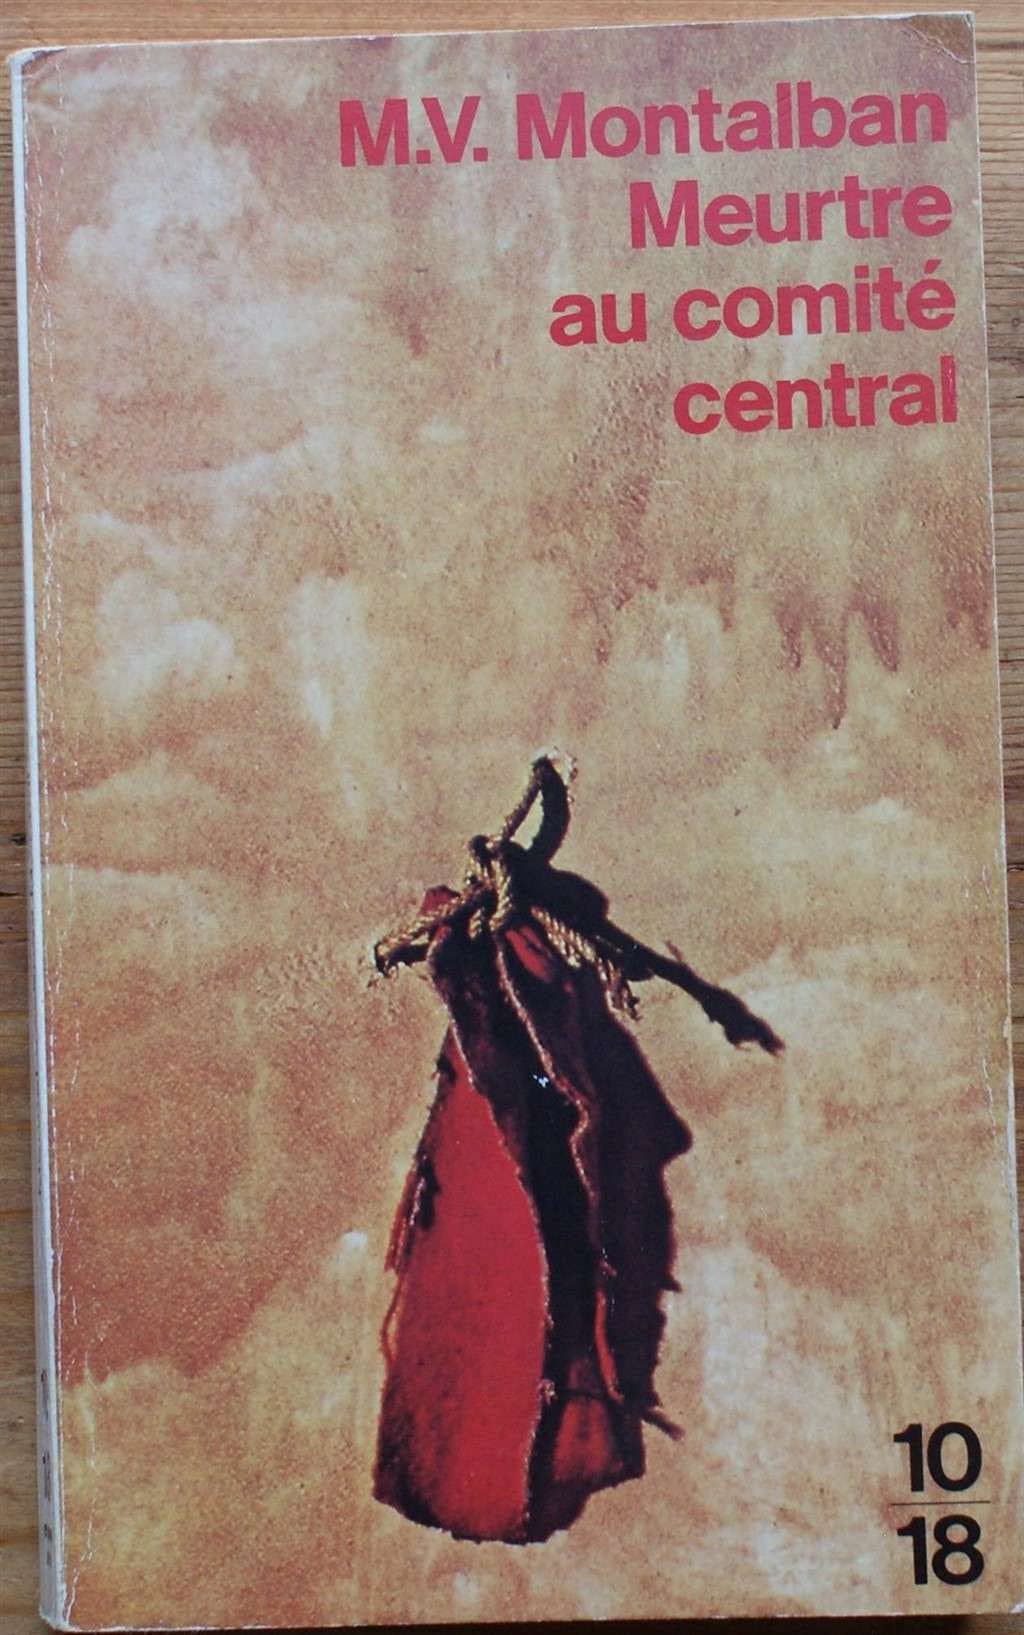 M.V. Montalban
Meurtre
au comité
central
10
18